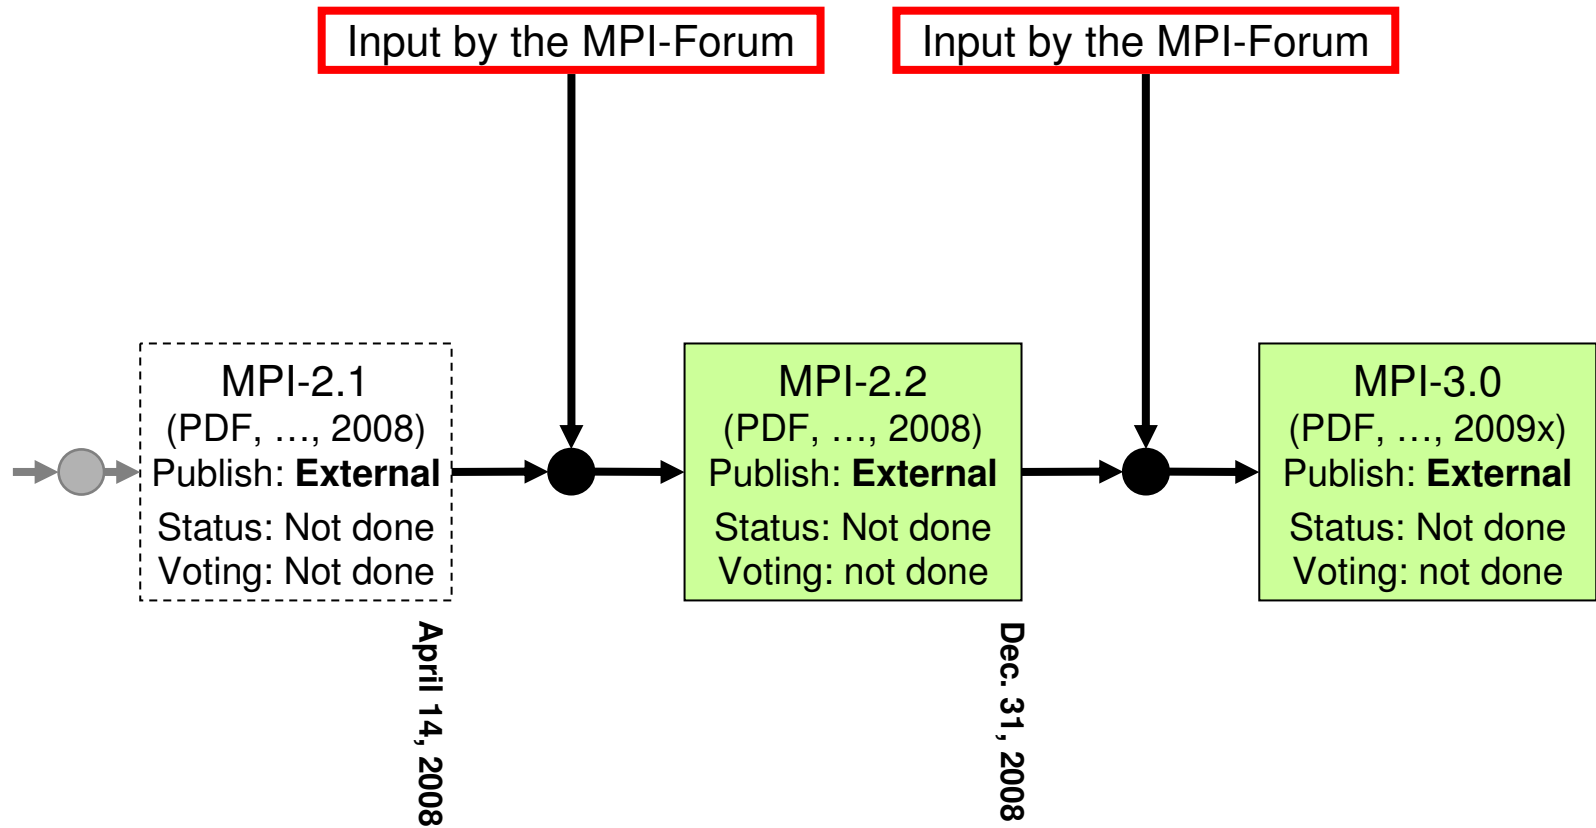 Input by the MPI-Forum
Input by the MPI-Forum
MPI-2.1
(PDF, …, 2008)
Publish: External
Status: Not done
Voting: Not done
MPI-2.2
(PDF, …, 2008)
Publish: External
Status: Not done
Voting: not done
MPI-3.0
(PDF, …, 2009x)
Publish: External
Status: Not done
Voting: not done
April 14, 2008
Dec. 31, 2008